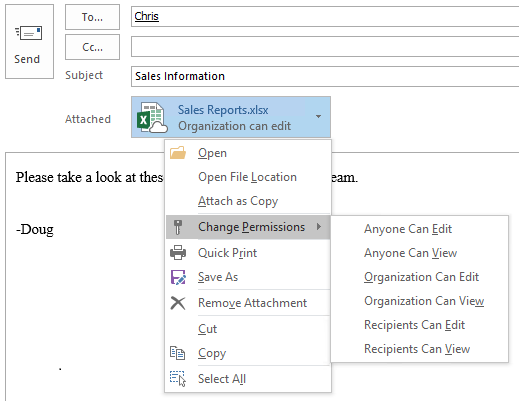 To...
Chris
Cc...
Send
Subject
Sales Information
Attached
Sales Reports.xlsx
Organization can edit
Please take a look at thes
eam.
-Doug
.
Open
Open File Location
Attach as Copy
Change Permissions
Quick Print
Save As
Remove Attachment
Cut
Copy
Select All
Anyone Can Edit
Anyone Can View
Organization Can Edit
Organization Can View
Recipients Can Edit
Recipients Can View